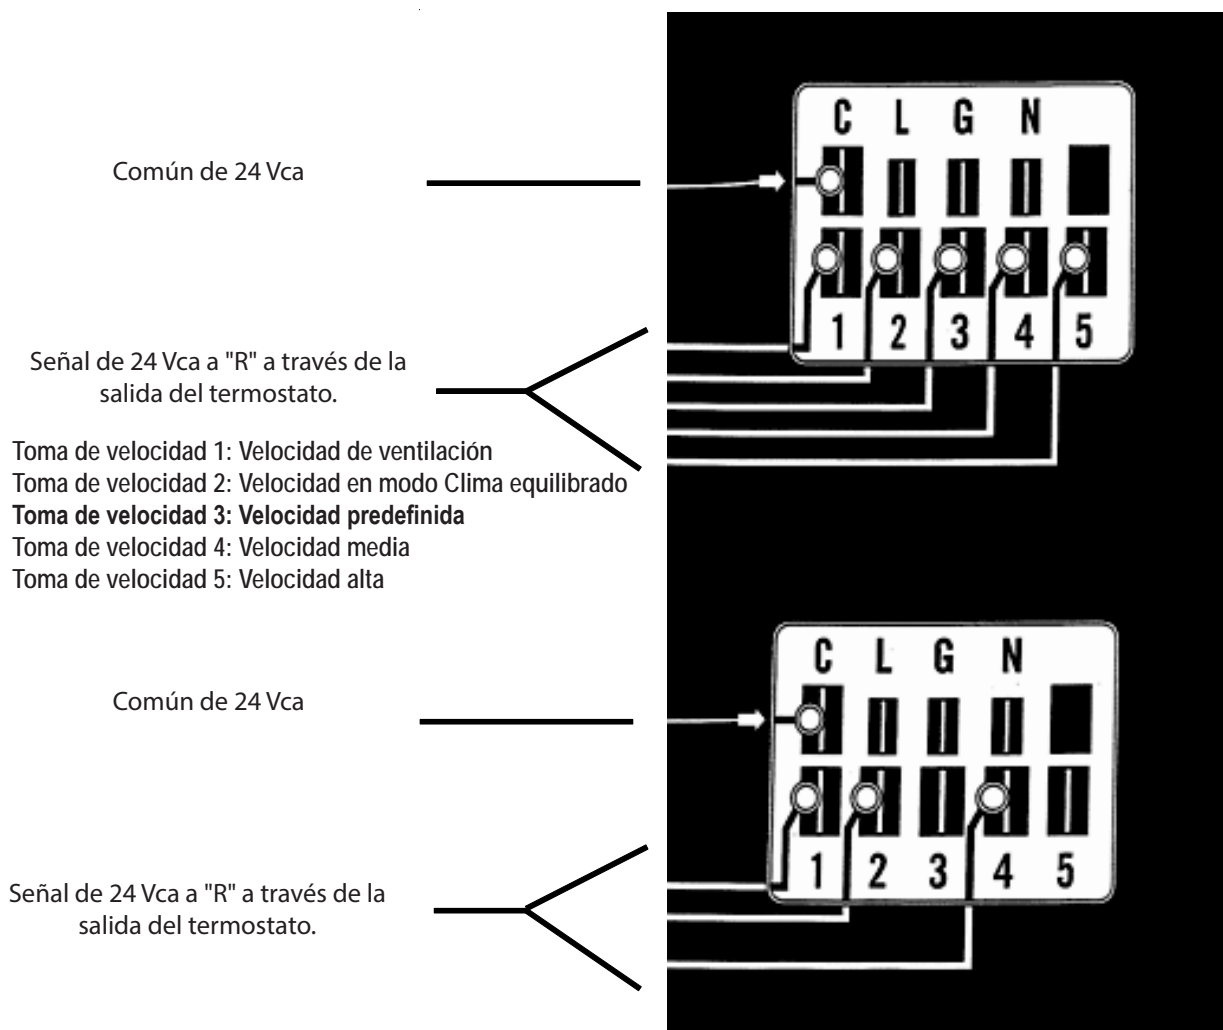 C L G N
Común de 24 Vca
1 2 3 4 5
Señal de 24 Vca a "R" a través de la
salida del termostato.
Toma de velocidad 1: Velocidad de ventilación
Toma de velocidad 2: Velocidad en modo Clima equilibrado
Toma de velocidad 3: Velocidad predefinida
Toma de velocidad 4: Velocidad media
Toma de velocidad 5: Velocidad alta
C L G N
Común de 24 Vca
1 2 3 4 5
Señal de 24 Vca a "R" a través de la
salida del termostato.